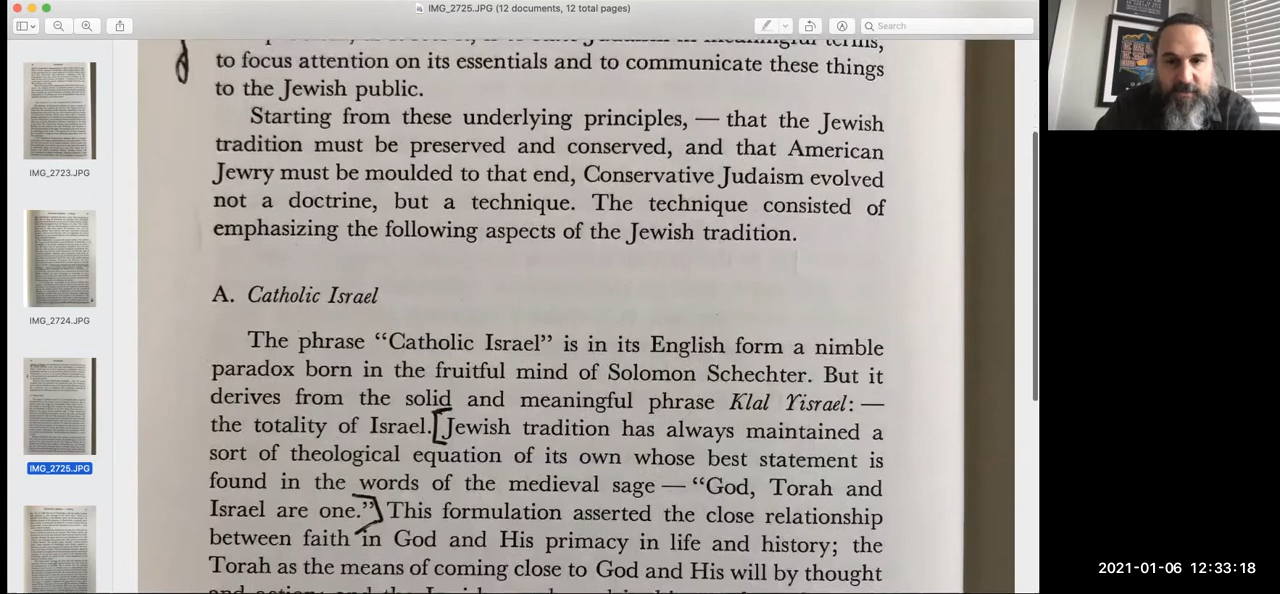 IMG_2725.JPG (12 documents, 12 total pages)
Search
IMG_2723.JPG
IMG_2724.JPG
IMG_2725.JPG
meaningful terms,
to focus attention on its essentials and to communicate these things
to the Jewish public.
Starting from these underlying principles, — that the Jewish
tradition must be preserved and conserved, and that American
Jewry must be moulded to that end, Conservative Judaism evolved
not a doctrine, but a technique. The technique consisted of
emphasizing the following aspects of the Jewish tradition.
A. Catholic Israel
The phrase “Catholic Israel” is in its English form a nimble
paradox born in the fruitful mind of Solomon Schechter. But it
derives from the solid and meaningful phrase Klal Yisrael: —
the totality of Israel. [Jewish tradition has always maintained a
sort of theological equation of its own whose best statement is
found in the words of the medieval sage — “God, Torah and
Israel are one.”] This formulation asserted the close relationship
between faith in God and His primacy in life and history; the
Torah as the means of coming close to God and His will by thought
2021-01-06 12:33:18